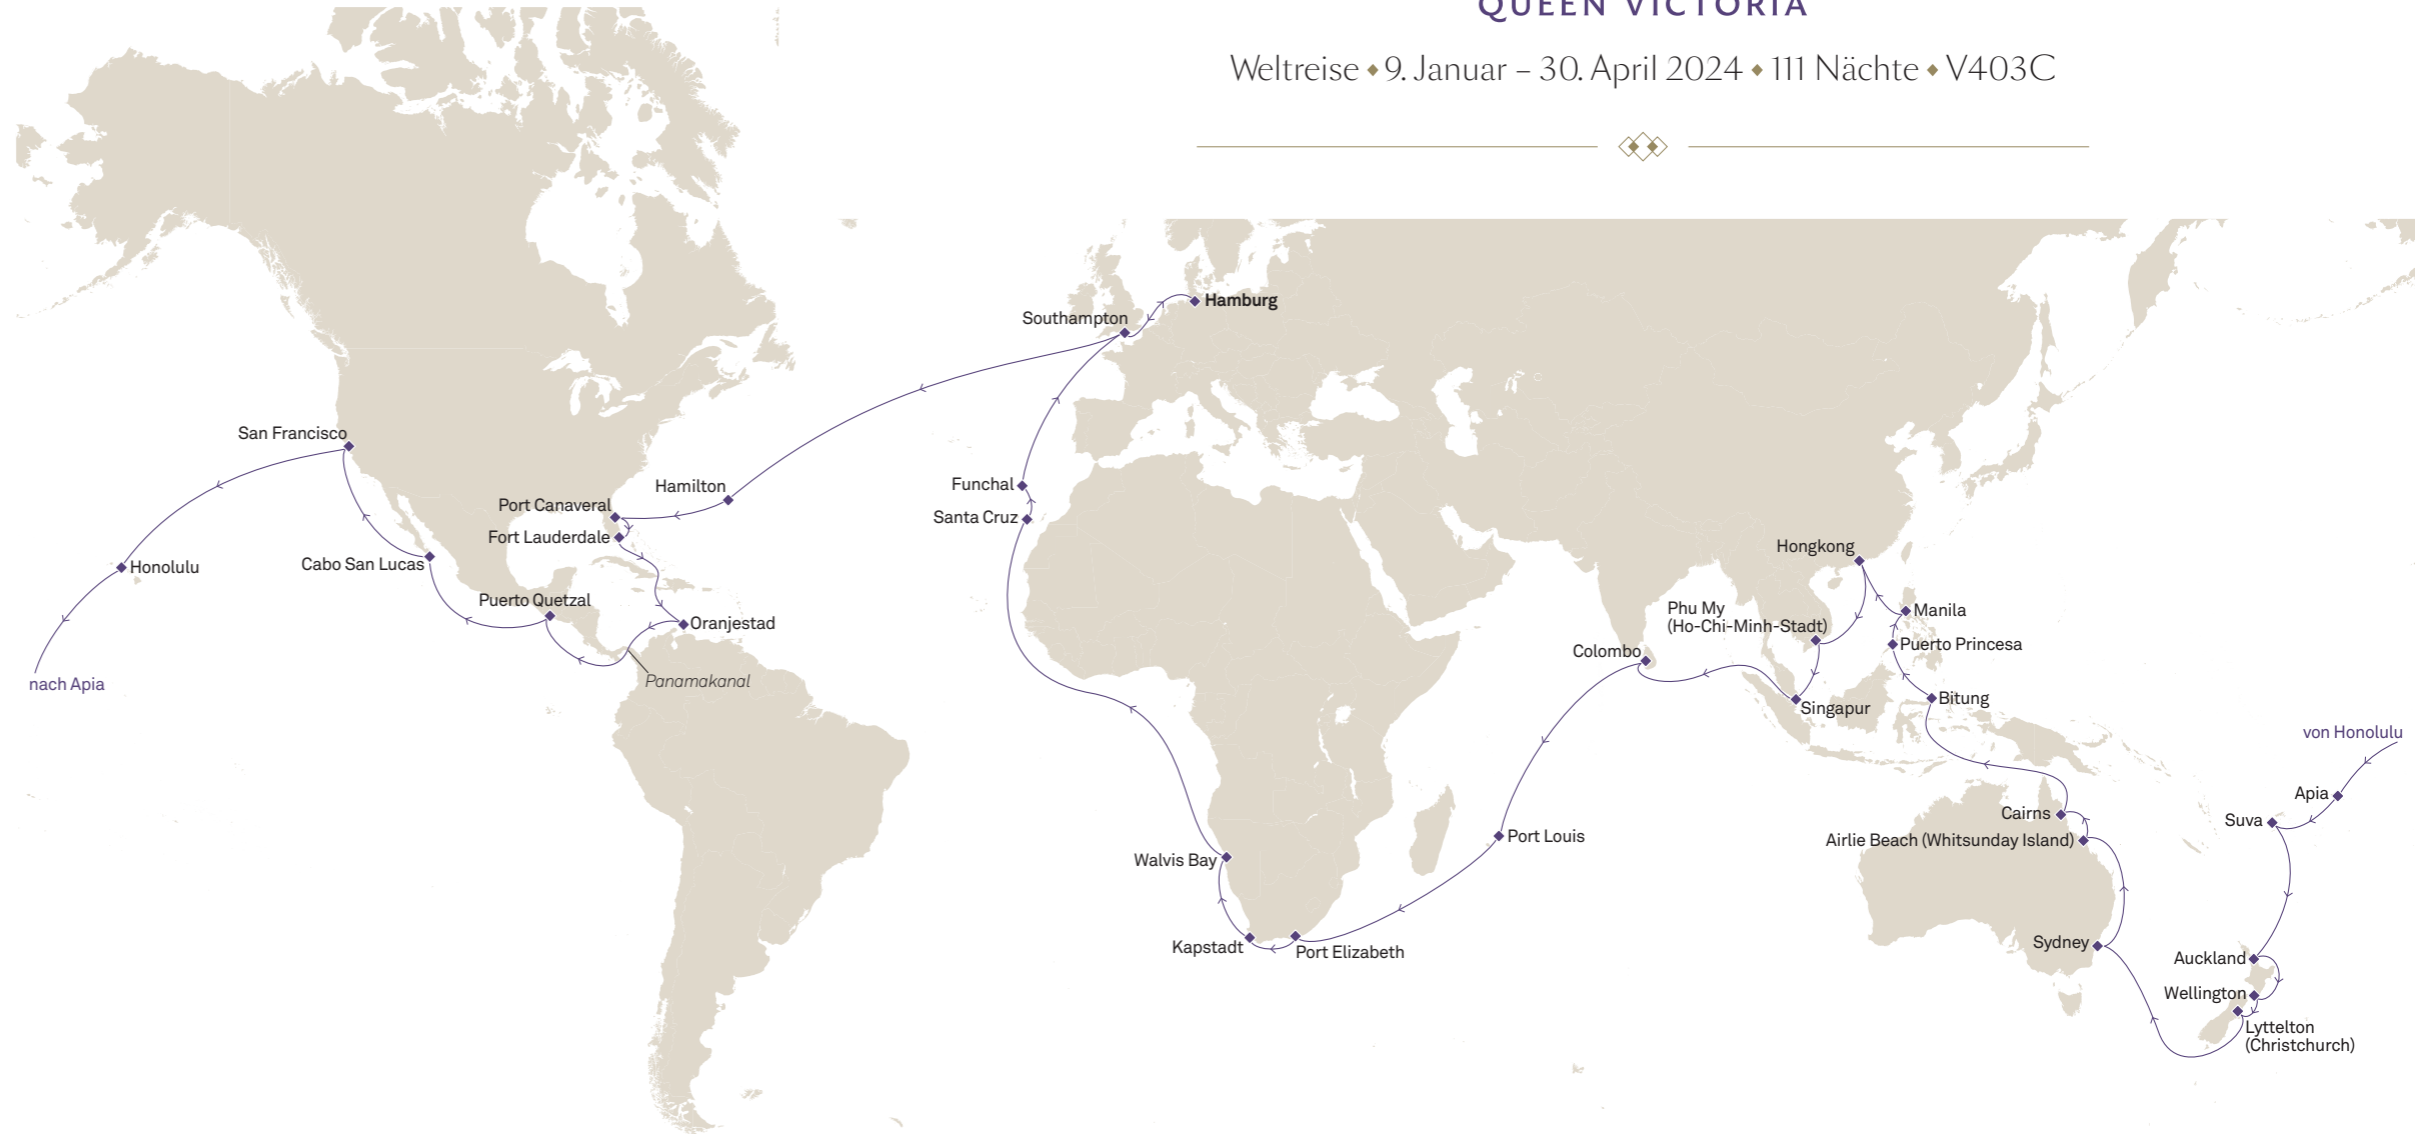 QUEEN VICTORIA
Weltreise ◆ 9. Januar – 30. April 2024 ◆ 111 Nächte ◆ V403C
Hamburg
Southampton
San Francisco
Hamilton
Port Canaveral
Fort Lauderdale
Honolulu
Cabo San Lucas
Puerto Quetzal
Oranjestad
nach Apia
Panamakanal
Funchal
Santa Cruz
Hongkong
Phu My
(Ho-Chi-Minh-Stadt)
Manila
Puerto Princesa
Colombo
Bitung
Singapur
von Honolulu
Apia
Suva
Cairns
Airlie Beach (Whitsunday Island)
Port Louis
Walvis Bay
Kapstadt
Port Elizabeth
Sydney
Auckland
Wellington
Lyttelton
(Christchurch)